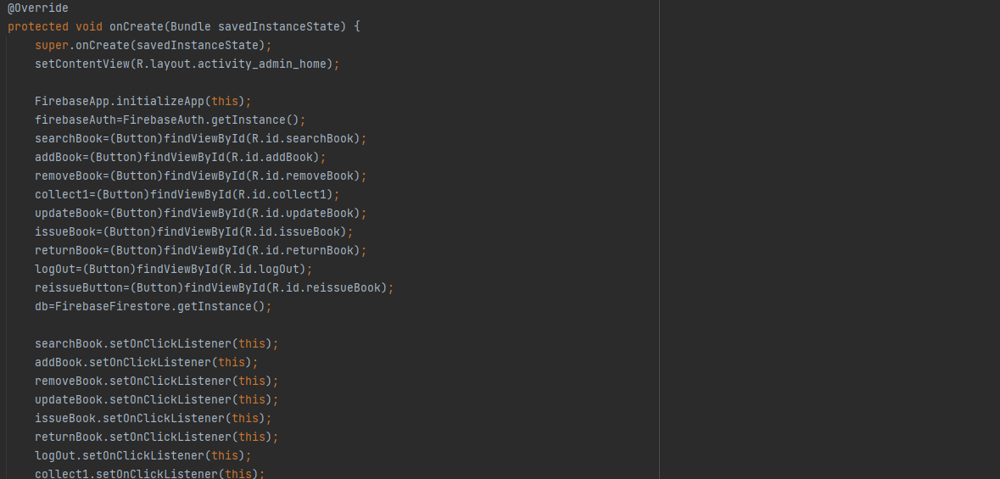 @Override
protected void onCreate(Bundle savedInstanceState) {
super.onCreate(savedInstanceState);
setContentView(R.layout.activity_admin_home);
FirebaseApp.initializeApp(this);
firebaseAuth=FirebaseAuth.getInstance();
searchBook=(Button)findViewById(R.id.searchBook);
addBook=(Button)findViewById(R.id.addBook);
removeBook=(Button)findViewById(R.id.removeBook);
collect1=(Button)findViewById(R.id.collect1);
updateBook=(Button)findViewById(R.id.updateBook);
issueBook=(Button)findViewById(R.id.issueBook);
returnBook=(Button)findViewById(R.id.returnBook);
logOut=(Button)findViewById(R.id.logOut);
reissueButton=(Button)findViewById(R.id.reissueBook);
db=FirebaseFirestore.getInstance();
searchBook.setOnClickListener(this);
addBook.setOnClickListener(this);
removeBook.setOnClickListener(this);
updateBook.setOnClickListener(this);
issueBook.setOnClickListener(this);
returnBook.setOnClickListener(this);
logOut.setOnClickListener(this);
collect1.setOnClickListener(this);